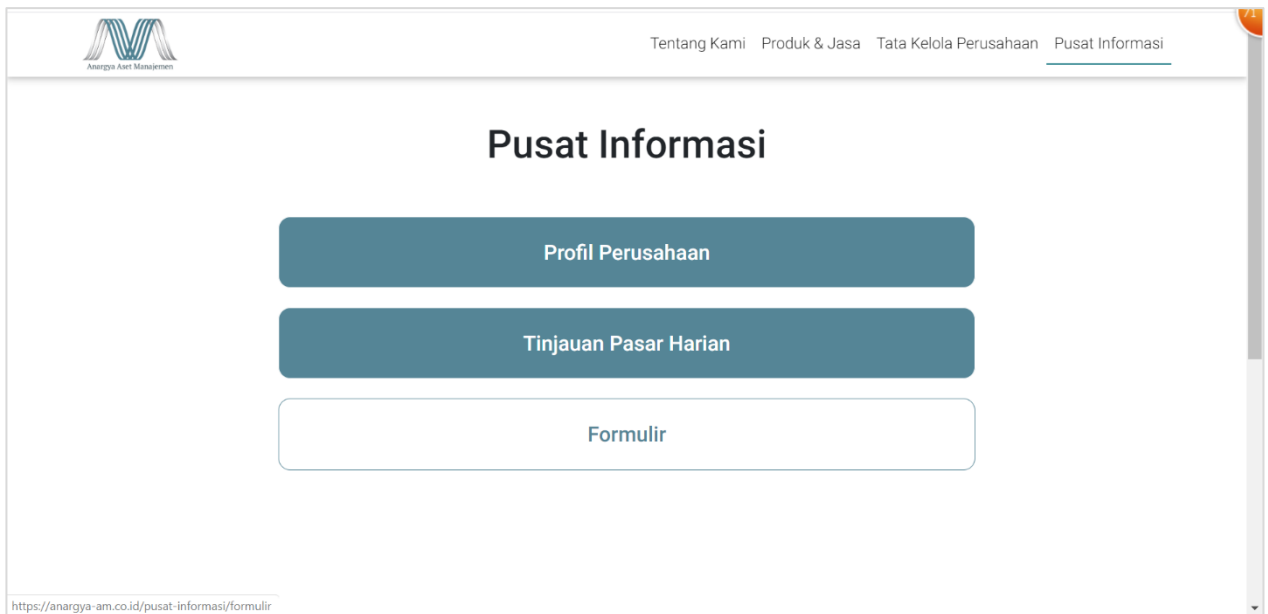 Anargya Aset Manajemen
Tentang Kami Produk & Jasa Tata Kelola Perusahaan Pusat Informasi
71
Pusat Informasi
Profil Perusahaan
Tinjauan Pasar Harian
Formulir
https://anargya-am.co.id/pusat-informasi/formulir